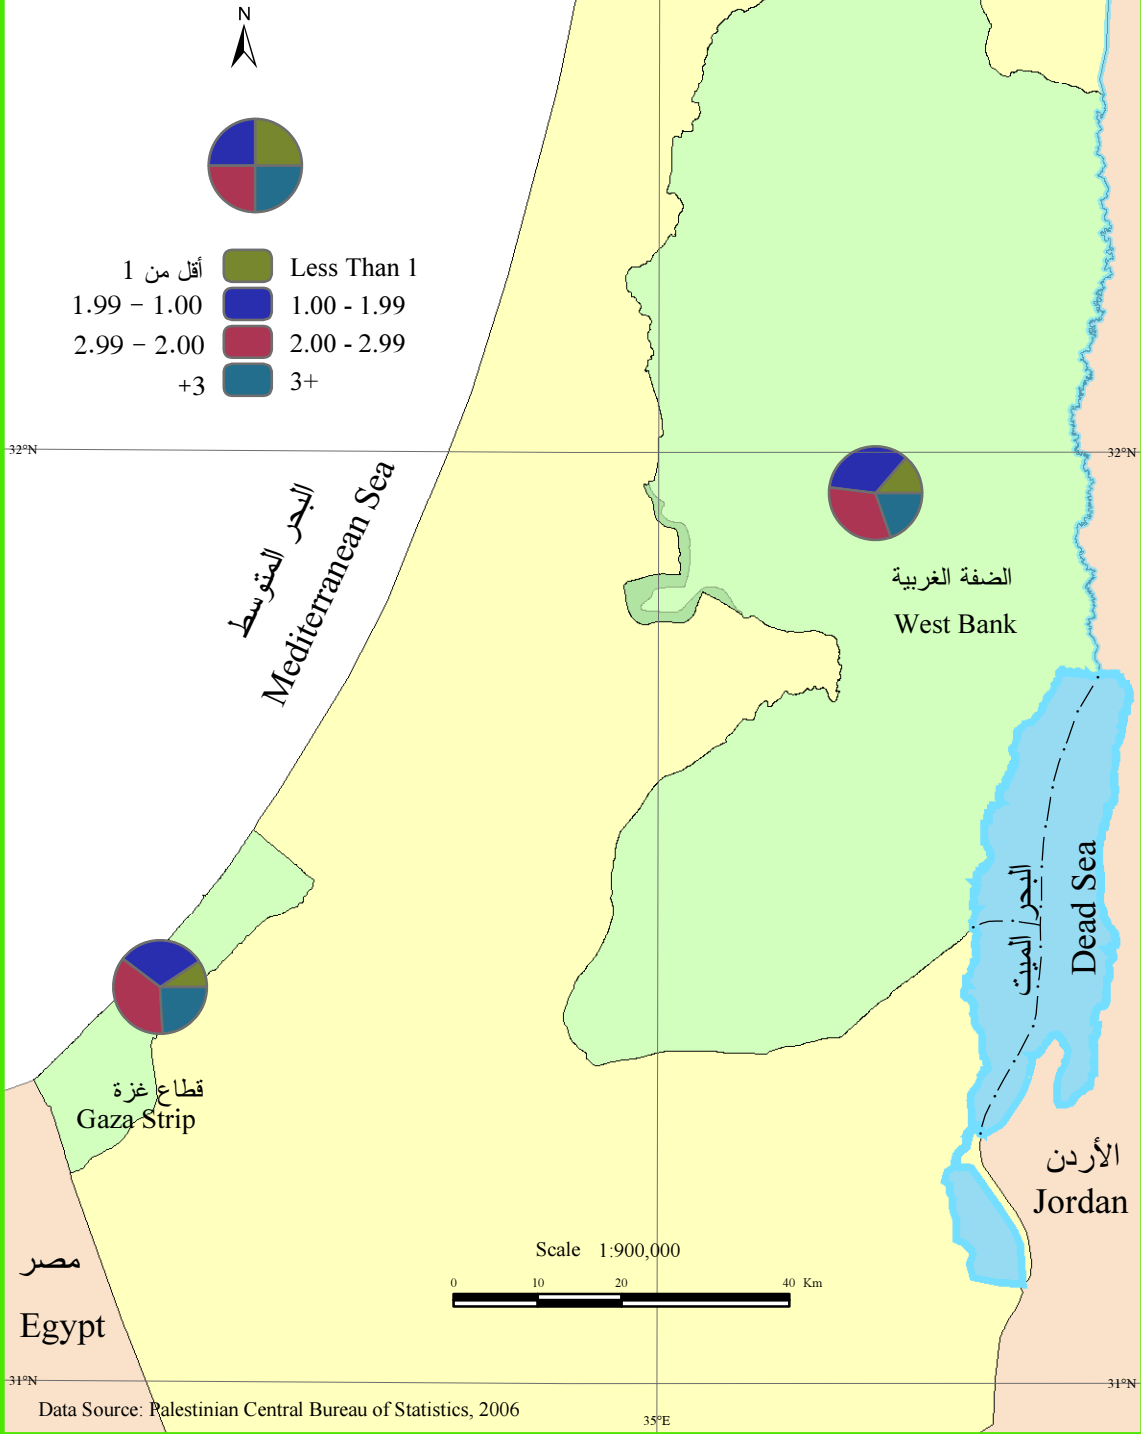 N
أقل من 1 Less Than 1
1.99 – 1.00 1.00 - 1.99
2.99 – 2.00 2.00 - 2.99
+3 3+
32°N 32°N
البحر المتوسط
Mediterranean Sea
الضفة الغربية
West Bank
البحر الميت
Dead Sea
قطاع غزة
Gaza Strip
الأردن
Jordan
مصر
Egypt
Scale 1:900,000
0 10 20 40 Km
31°N 31°N
Data Source: Palestinian Central Bureau of Statistics, 2006
35°E